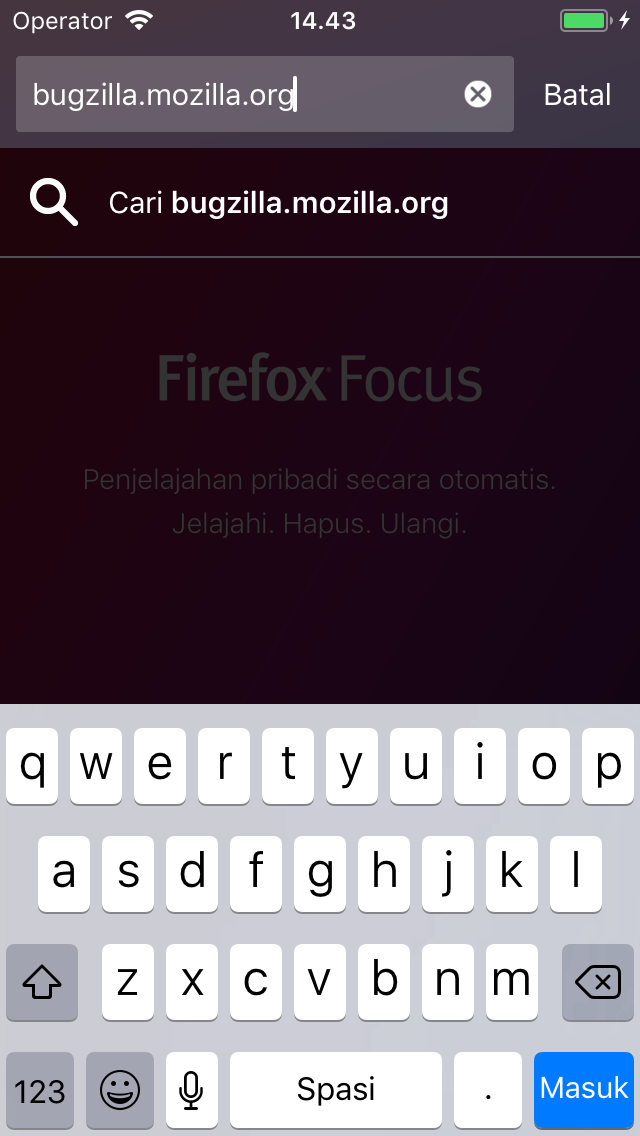 Operator 14.43
bugzilla.mozilla.org Batal
Cari bugzilla.mozilla.org
Firefox Focus
Penjelajahan pribadi secara otomatis.
Jelajahi. Hapus. Ulangi.
q w e r t y u i o p
a s d f g h j k l
z x c v b n m
123 Spasi . Masuk